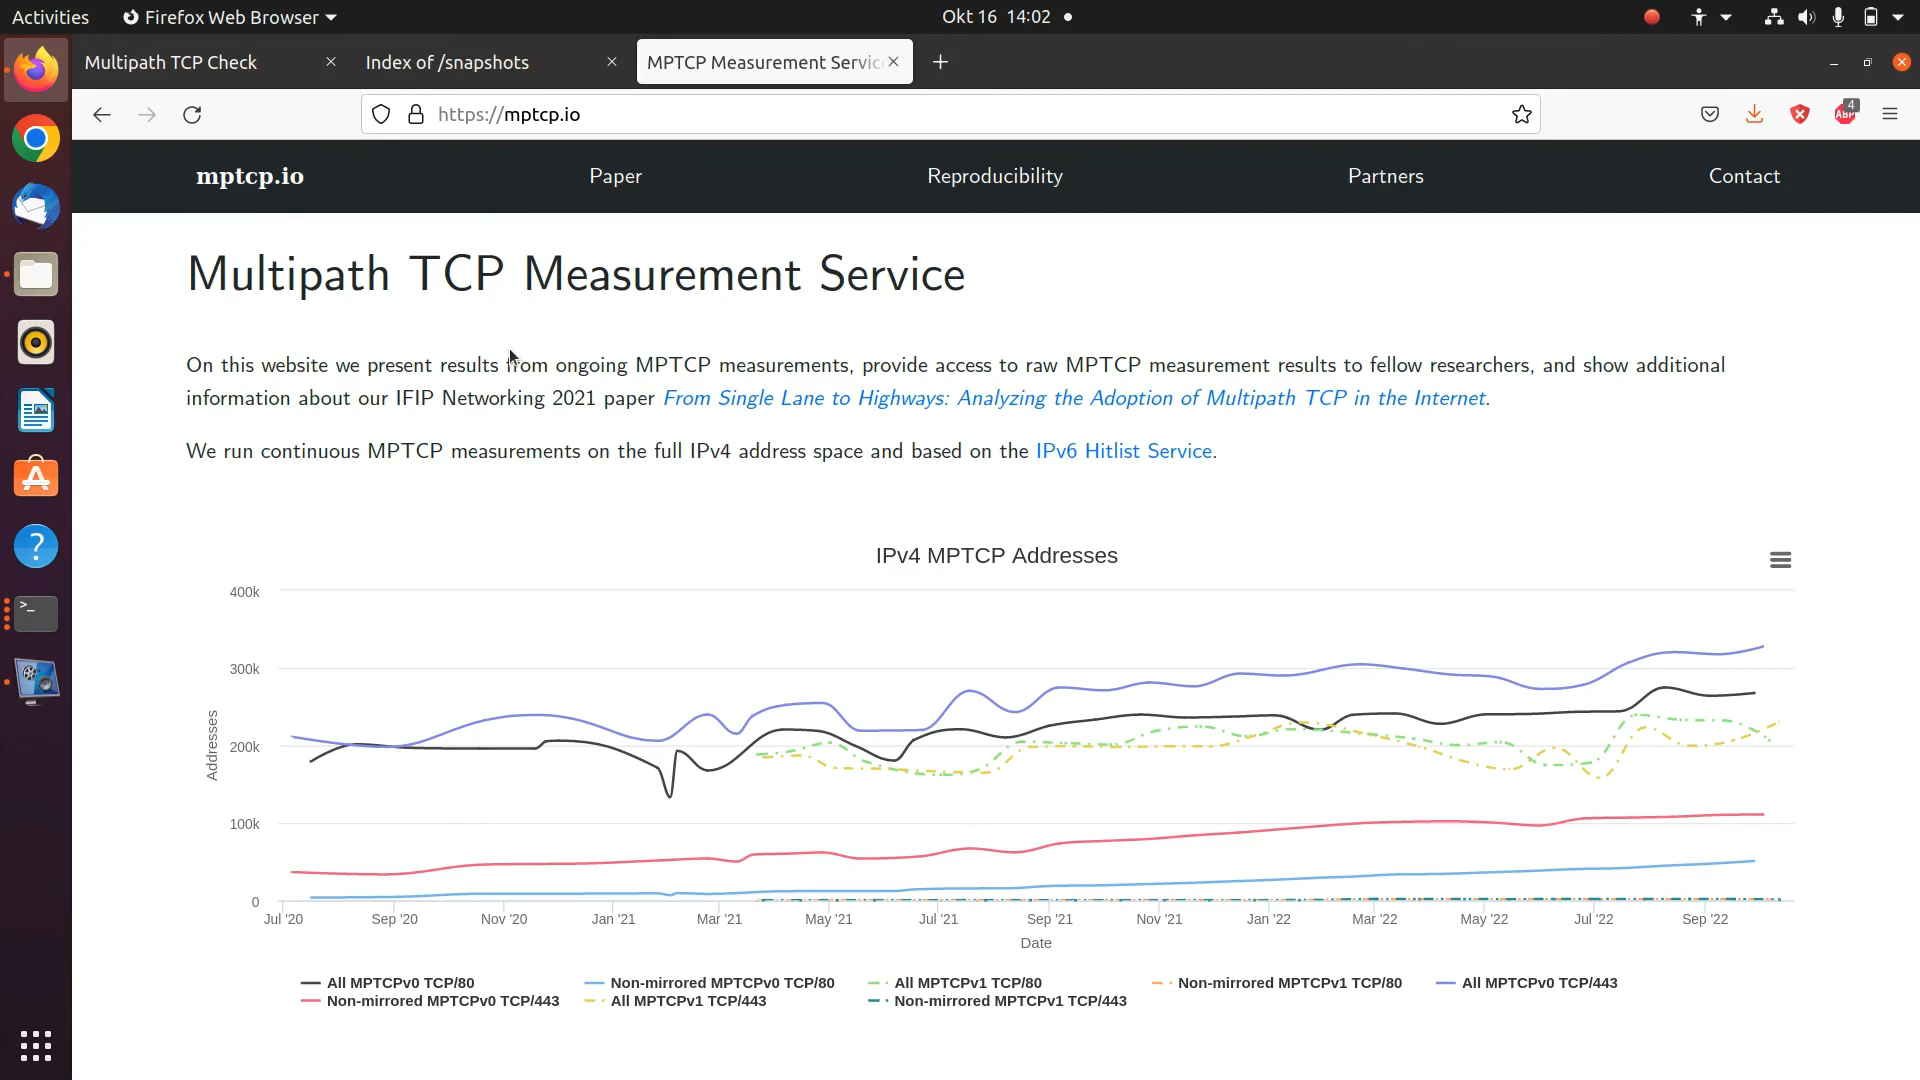 Activities Firefox Web Browser Okt 16 14:02
Multipath TCP Check Index of /snapshots MPTCP Measurement Servic
https://mptcp.io ABP 4
mptcp.io Paper Reproducibility Partners Contact
Multipath TCP Measurement Service
On this website we present results from ongoing MPTCP measurements, provide access to raw MPTCP measurement results to fellow researchers, and show additional
information about our IFIP Networking 2021 paper From Single Lane to Highways: Analyzing the Adoption of Multipath TCP in the Internet.
We run continuous MPTCP measurements on the full IPv4 address space and based on the IPv6 Hitlist Service.
IPv4 MPTCP Addresses
400k
300k
200k
100k
0
Addresses
Jul '20 Sep '20 Nov '20 Jan '21 Mar '21 May '21 Jul '21 Sep '21 Nov '21 Jan '22 Mar '22 May '22 Jul '22 Sep '22
Date
All MPTCPv0 TCP/80 Non-mirrored MPTCPv0 TCP/80 All MPTCPv1 TCP/80 Non-mirrored MPTCPv1 TCP/80 All MPTCPv0 TCP/443
Non-mirrored MPTCPv0 TCP/443 All MPTCPv1 TCP/443 Non-mirrored MPTCPv1 TCP/443